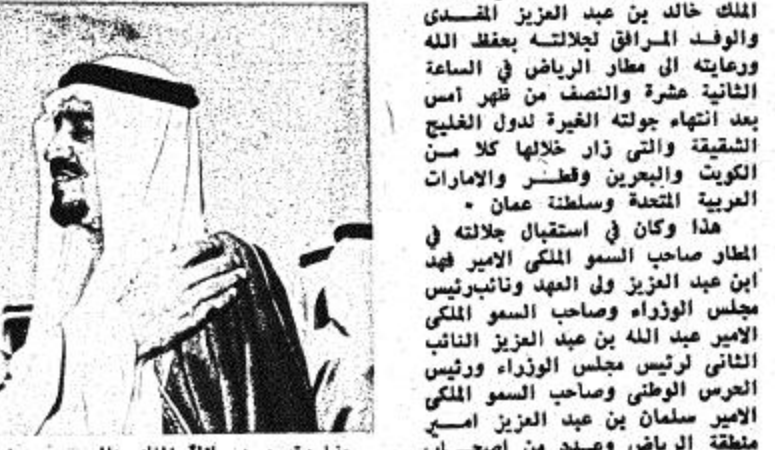 الملك خالد بن عبد العزيز المفدى
والوفد المرافق لجلالته بحفظ الله
ورعايته الى مطار الرياض في الساعة
الثانية عشرة والنصف من ظهر أمس
بعد انتهاء جولته الخيرة لدول الخليج
الشقيقة والتى زار خلالها كلا من
الكويت والبحرين وقطر والامارات
العربية المتحدة وسلطنة عمان •
هذا وكان في استقبال جلالته في
المطار صاحب السمو الملكى الامير فهد
ابن عبد العزيز ولى العهد ونائب رئيس
مجلس الوزراء وصاحب السمو الملكى
الامير عبد الله بن عبد العزيز النائب
الثانى لرئيس مجلس الوزراء ورئيس
الحرس الوطنى وصاحب السمو الملكى
الامير سلمان بن عبد العزيز امير
منطقة الرياض وعدد من